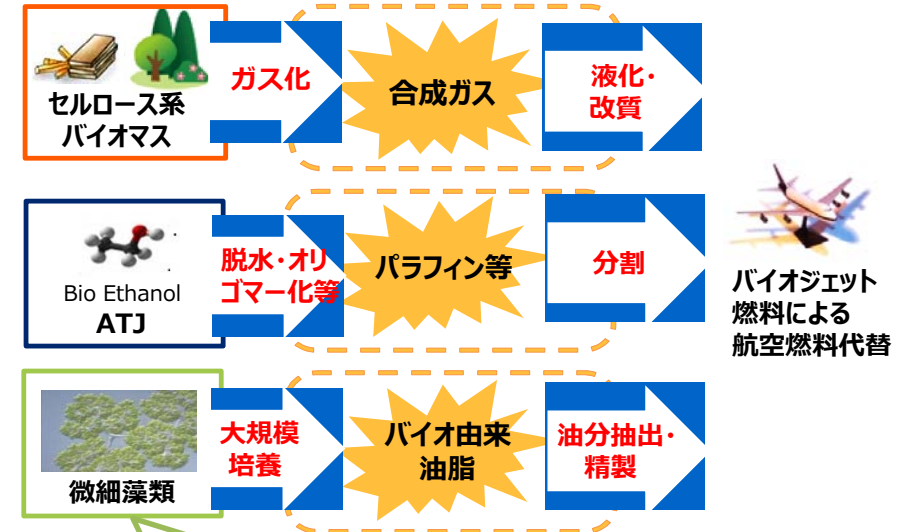 セルロース系
バイオマス
ガス化
合成ガス
液化・
改質
Bio Ethanol
ATJ
脱水・オリ
ゴマー化等
パラフィン等
分割
微細藻類
大規模
培養
バイオ由来
油脂
油分抽出・
精製
バイオジェット
燃料による
航空燃料代替